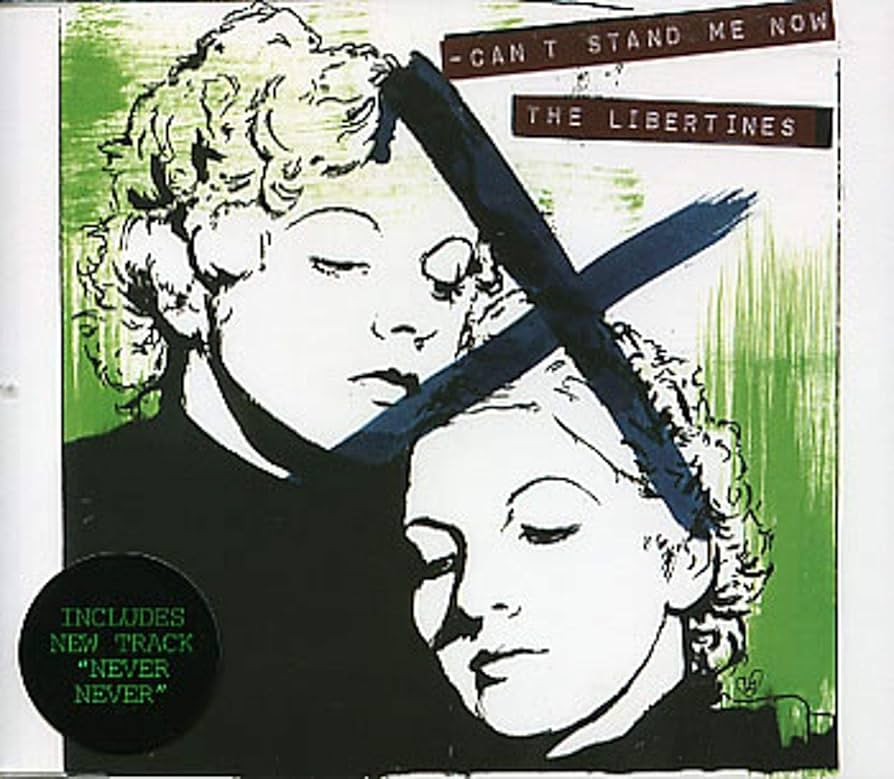 -CAN T STAND ME NOW
THE LIBERTINES
INCLUDES
NEW TRACK
"NEVER
NEVER"